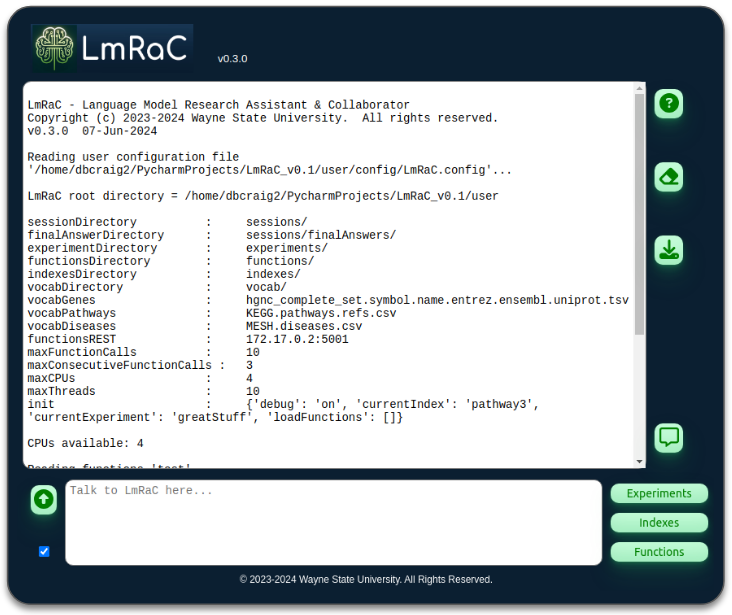 LmRaC
v0.3.0
LmRaC - Language Model Research Assistant & Collaborator
Copyright (c) 2023-2024 Wayne State University.  All rights reserved.
v0.3.0  07-Jun-2024
Reading user configuration file
'/home/dbcraig2/PycharmProjects/LmRaC_v0.1/user/config/LmRaC.config'...
LmRaC root directory = /home/dbcraig2/PycharmProjects/LmRaC_v0.1/user
sessionDirectory : sessions/
finalAnswerDirectory : sessions/finalAnswers/
experimentDirectory : experiments/
functionsDirectory : functions/
indexesDirectory : indexes/
vocabDirectory : vocab/
vocabGenes : hgnc_complete_set.symbol.name.entrez.ensembl.uniprot.tsv
vocabPathways : KEGG.pathways.refs.csv
vocabDiseases : MESH.diseases.csv
functionsREST : 172.17.0.2:5001
maxFunctionCalls : 10
maxConsecutiveFunctionCalls : 3
maxCPUs : 4
maxThreads : 10
init : {'debug': 'on', 'currentIndex': 'pathway3',
'currentExperiment': 'greatStuff', 'loadFunctions': []}
CPUs available: 4
Reading functions 'test'
Talk to LmRaC here...
Experiments
Indexes
Functions
© 2023-2024 Wayne State University. All Rights Reserved.